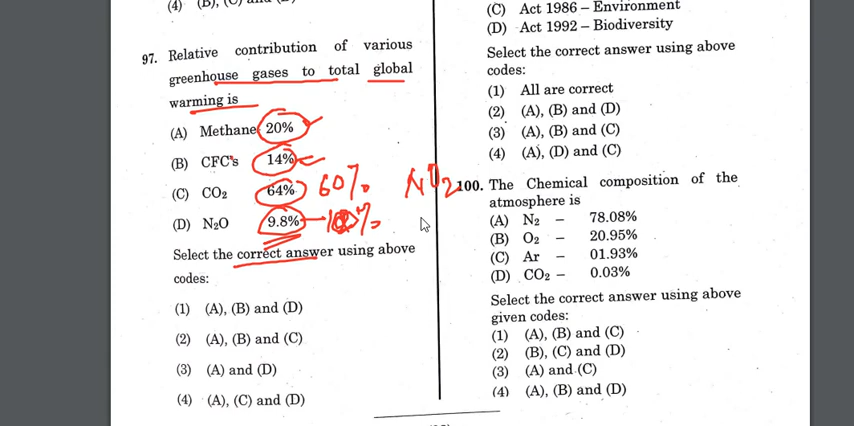 (4) (B), (C) and (D)
97. Relative contribution of various
greenhouse gases to total global
warming is
(A) Methane 20%
(B) CFC's 14%
(C) CO₂ 64% 60%
(D) N₂O 9.8%
Select the correct answer using above
codes:
(1) (A), (B) and (D)
(2) (A), (B) and (C)
(3) (A) and (D)
(4) (A), (C) and (D)
(C) Act 1986 – Environment
(D) Act 1992 – Biodiversity
Select the correct answer using above
codes:
(1) All are correct
(2) (A), (B) and (D)
(3) (A), (B) and (C)
(4) (A), (D) and (C)
NO2
100. The Chemical composition of the
atmosphere is
(A) N₂ – 78.08%
(B) O₂ – 20.95%
(C) Ar – 01.93%
(D) CO₂ – 0.03%
Select the correct answer using above
given codes:
(1) (A), (B) and (C)
(2) (B), (C) and (D)
(3) (A) and (C)
(4) (A), (B) and (D)